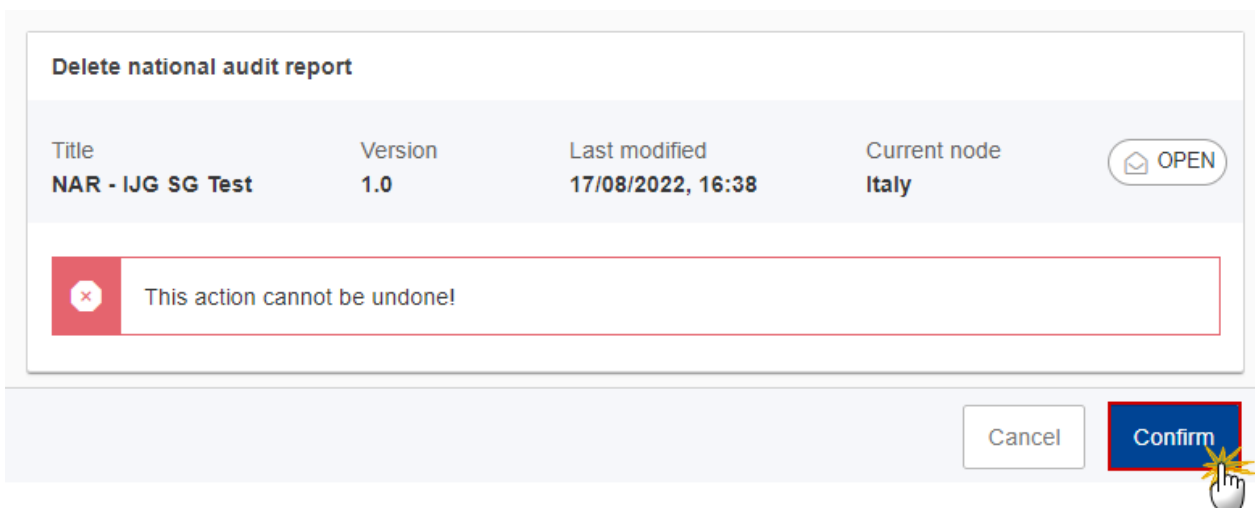 Delete national audit report
Title Version Last modified Current node
NAR - IJG SG Test 1.0 17/08/2022, 16:38 Italy OPEN
This action cannot be undone!
Cancel Confirm